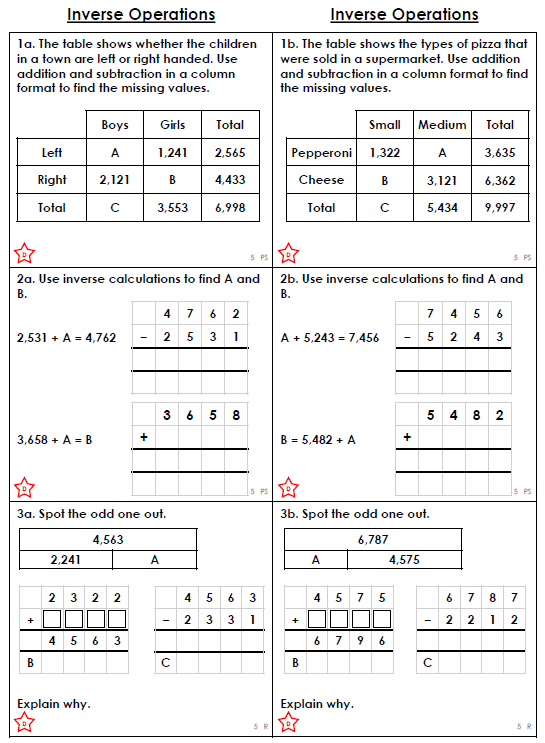 Inverse Operations
Inverse Operations
1a. The table shows whether the children
in a town are left or right handed. Use
addition and subtraction in a column
format to find the missing values.
Boys Girls Total
Left A 1,241 2,565
Right 2,121 B 4,433
Total C 3,553 6,998
D
5 PS
1b. The table shows the types of pizza that
were sold in a supermarket. Use addition
and subtraction in a column format to find
the missing values.
Small Medium Total
Pepperoni 1,322 A 3,635
Cheese B 3,121 6,362
Total C 5,434 9,997
D
5 PS
2a. Use inverse calculations to find A and
B.
4 7 6 2
2,531 + A = 4,762
– 2 5 3 1
3 6 5 8
3,658 + A = B
+
D
5 PS
2b. Use inverse calculations to find A and
B.
7 4 5 6
A + 5,243 = 7,456
– 5 2 4 3
5 4 8 2
B = 5,482 + A
+
D
5 PS
3a. Spot the odd one out.
4,563
2,241 A
2 3 2 2
+
4 5 6 3
B
4 5 6 3
– 2 3 3 1
C
Explain why.
D
5 R
3b. Spot the odd one out.
6,787
A 4,575
4 5 7 5
+
6 7 9 6
B
6 7 8 7
– 2 2 1 2
C
Explain why.
D
5 R